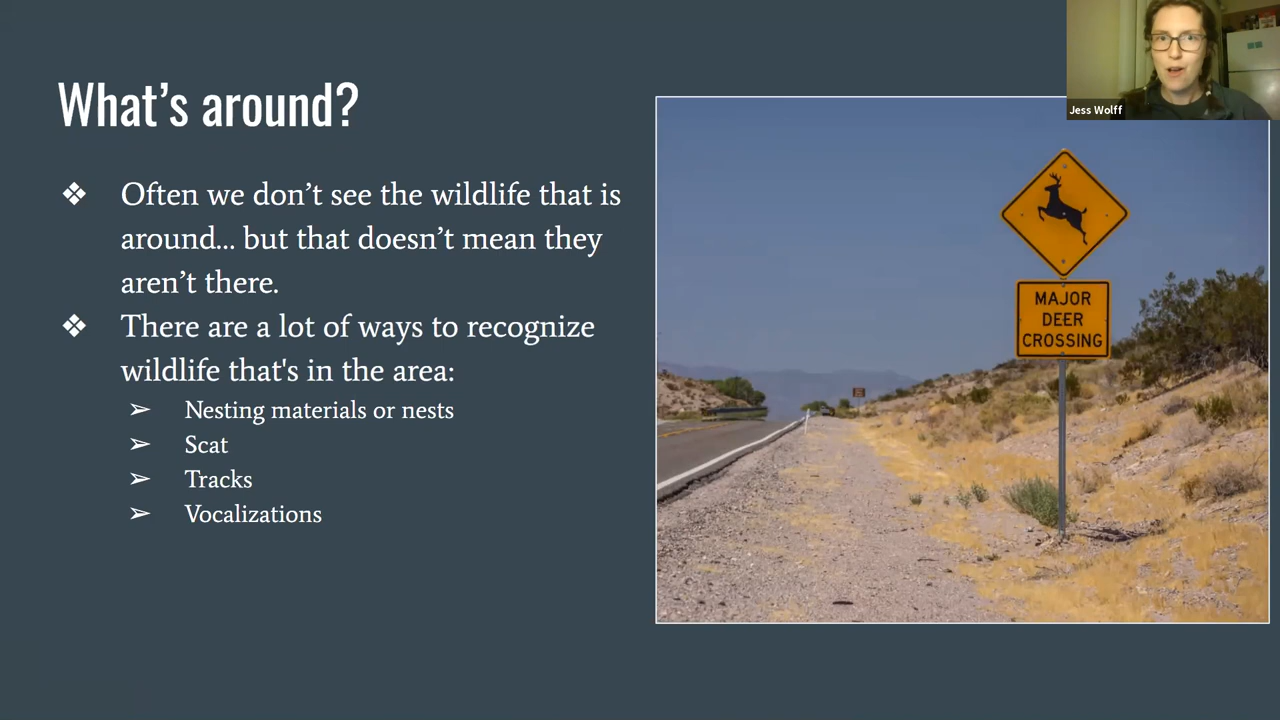 What's around?
❖ Often we don't see the wildlife that is
around... but that doesn't mean they
aren't there.
❖ There are a lot of ways to recognize
wildlife that's in the area:
➢ Nesting materials or nests
➢ Scat
➢ Tracks
➢ Vocalizations
Jess Wolff
MAJOR
DEER
CROSSING